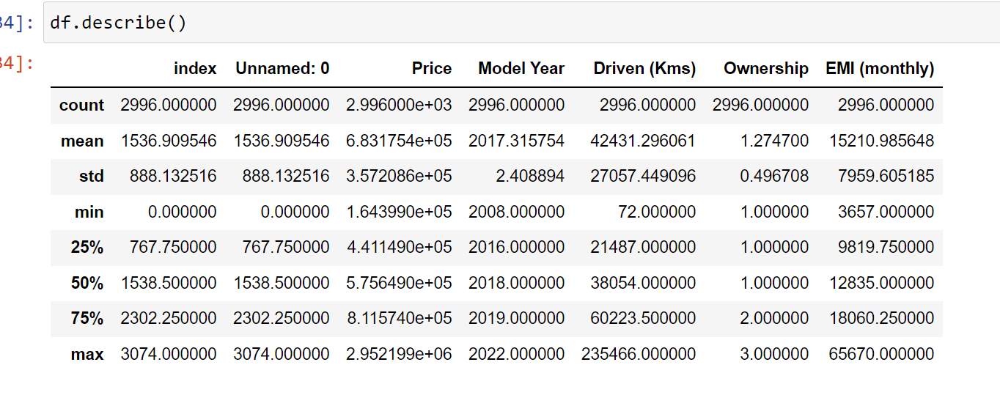 34]: df.describe()
34]:
index Unnamed: 0 Price Model Year Driven (Kms) Ownership EMI (monthly)
count 2996.000000 2996.000000 2.996000e+03 2996.000000 2996.000000 2996.000000 2996.000000
mean 1536.909546 1536.909546 6.831754e+05 2017.315754 42431.296061 1.274700 15210.985648
std 888.132516 888.132516 3.572086e+05 2.408894 27057.449096 0.496708 7959.605185
min 0.000000 0.000000 1.643990e+05 2008.000000 72.000000 1.000000 3657.000000
25% 767.750000 767.750000 4.411490e+05 2016.000000 21487.000000 1.000000 9819.750000
50% 1538.500000 1538.500000 5.756490e+05 2018.000000 38054.000000 1.000000 12835.000000
75% 2302.250000 2302.250000 8.115740e+05 2019.000000 60223.500000 2.000000 18060.250000
max 3074.000000 3074.000000 2.952199e+06 2022.000000 235466.000000 3.000000 65670.000000